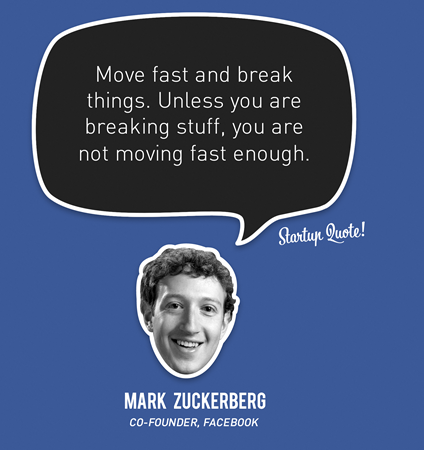 Move fast and break
things. Unless you are
breaking stuff, you are
not moving fast enough.
Startup Quote!
MARK ZUCKERBERG
CO-FOUNDER, FACEBOOK